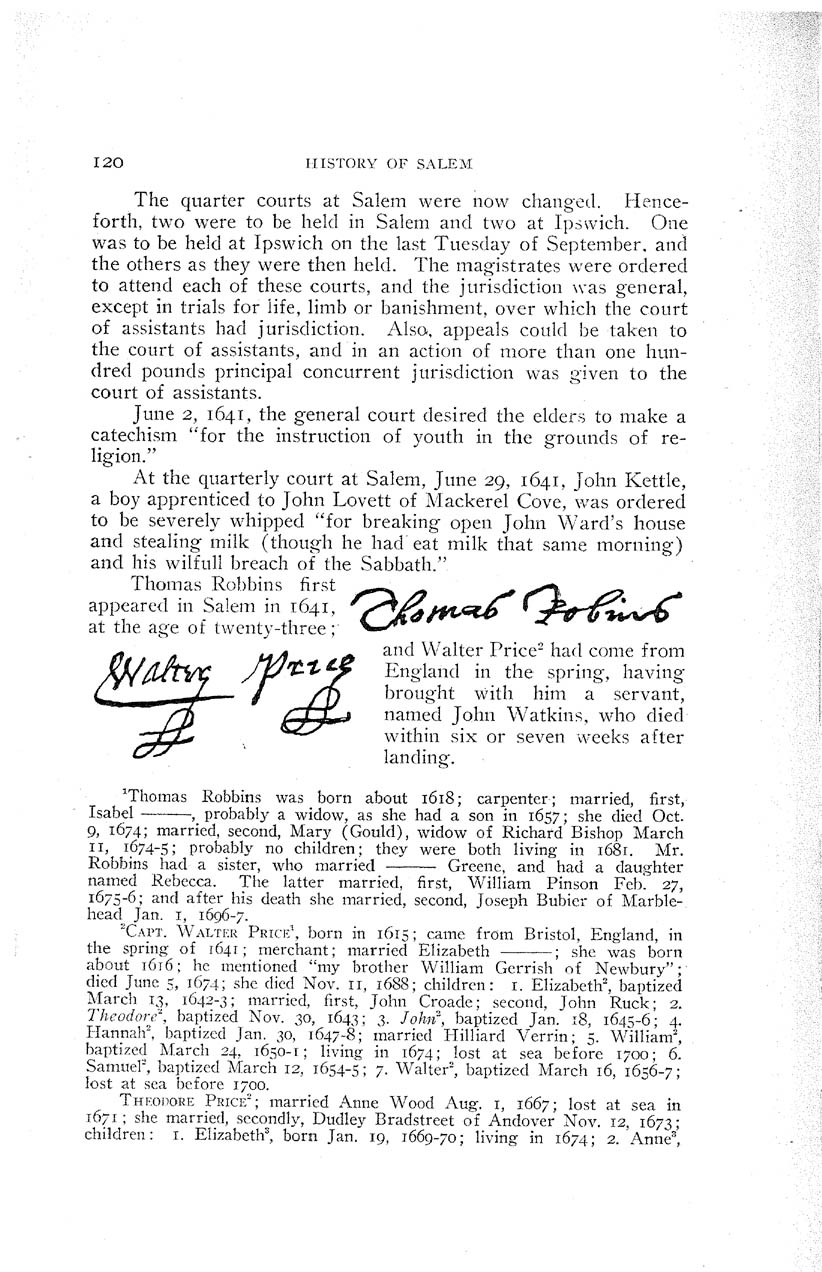 120 HISTORY OF SALEM
The quarter courts at Salem were now changed. Hence-
forth, two were to be held in Salem and two at Ipswich. One
was to be held at Ipswich on the last Tuesday of September, and
the others as they were then held. The magistrates were ordered
to attend each of these courts, and the jurisdiction was general,
except in trials for life, limb or banishment, over which the court
of assistants had jurisdiction. Also, appeals could be taken to
the court of assistants, and in an action of more than one hun-
dred pounds principal concurrent jurisdiction was given to the
court of assistants.
June 2, 1641, the general court desired the elders to make a
catechism “for the instruction of youth in the grounds of re-
ligion.”
At the quarterly court at Salem, June 29, 1641, John Kettle,
a boy apprenticed to John Lovett of Mackerel Cove, was ordered
to be severely whipped “for breaking open John Ward's house
and stealing milk (though he had eat milk that same morning)
and his wilfull breach of the Sabbath.”
Thomas Robbins first
appeared in Salem in 1641,
at the age of twenty-three;
Thomas Robins
and Walter Price² had come from
England in the spring, having
brought with him a servant,
named John Watkins, who died
within six or seven weeks after
landing.
Walter Price
¹Thomas Robbins was born about 1618; carpenter; married, first,
Isabel ———, probably a widow, as she had a son in 1657; she died Oct.
9, 1674; married, second, Mary (Gould), widow of Richard Bishop March
11, 1674-5; probably no children; they were both living in 1681. Mr.
Robbins had a sister, who married ——— Greene, and had a daughter
named Rebecca. The latter married, first, William Pinson Feb. 27,
1675-6; and after his death she married, second, Joseph Bubier of Marble-
head Jan. 1, 1696-7.
²CAPT. WALTER PRICE¹, born in 1615; came from Bristol, England, in
the spring of 1641; merchant; married Elizabeth ———; she was born
about 1616; he mentioned “my brother William Gerrish of Newbury”;
died June 5, 1674; she died Nov. 11, 1688; children: 1. Elizabeth², baptized
March 13, 1642-3; married, first, John Croade; second, John Ruck; 2.
Theodore², baptized Nov. 30, 1643; 3. John², baptized Jan. 18, 1645-6; 4.
Hannah², baptized Jan. 30, 1647-8; married Hilliard Verrin; 5. William²,
baptized March 24, 1650-1; living in 1674; lost at sea before 1700; 6.
Samuel², baptized March 12, 1654-5; 7. Walter², baptized March 16, 1656-7;
lost at sea before 1700.
THEODORE PRICE²; married Anne Wood Aug. 1, 1667; lost at sea in
1671; she married, secondly, Dudley Bradstreet of Andover Nov. 12, 1673;
children: 1. Elizabeth³, born Jan. 19, 1669-70; living in 1674; 2. Anne³,